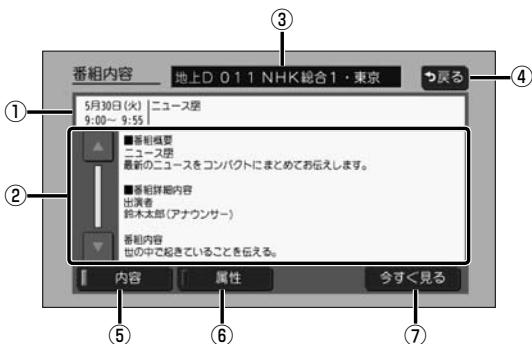 ③
番組内容
地上D 011 NHK総合1・東京
戻る
④
①
5月30日(火) ニュース❘
9:00～ 9:55
②
■番組概要
ニュース
最新のニュースをコンパクトにまとめてお伝えします。
■番組詳細内容
出演者
鈴木太郎(アナウンサー)
番組内容
世の中で起きていることを伝える。
内容
属性
今すぐ見る
⑤
⑥
⑦